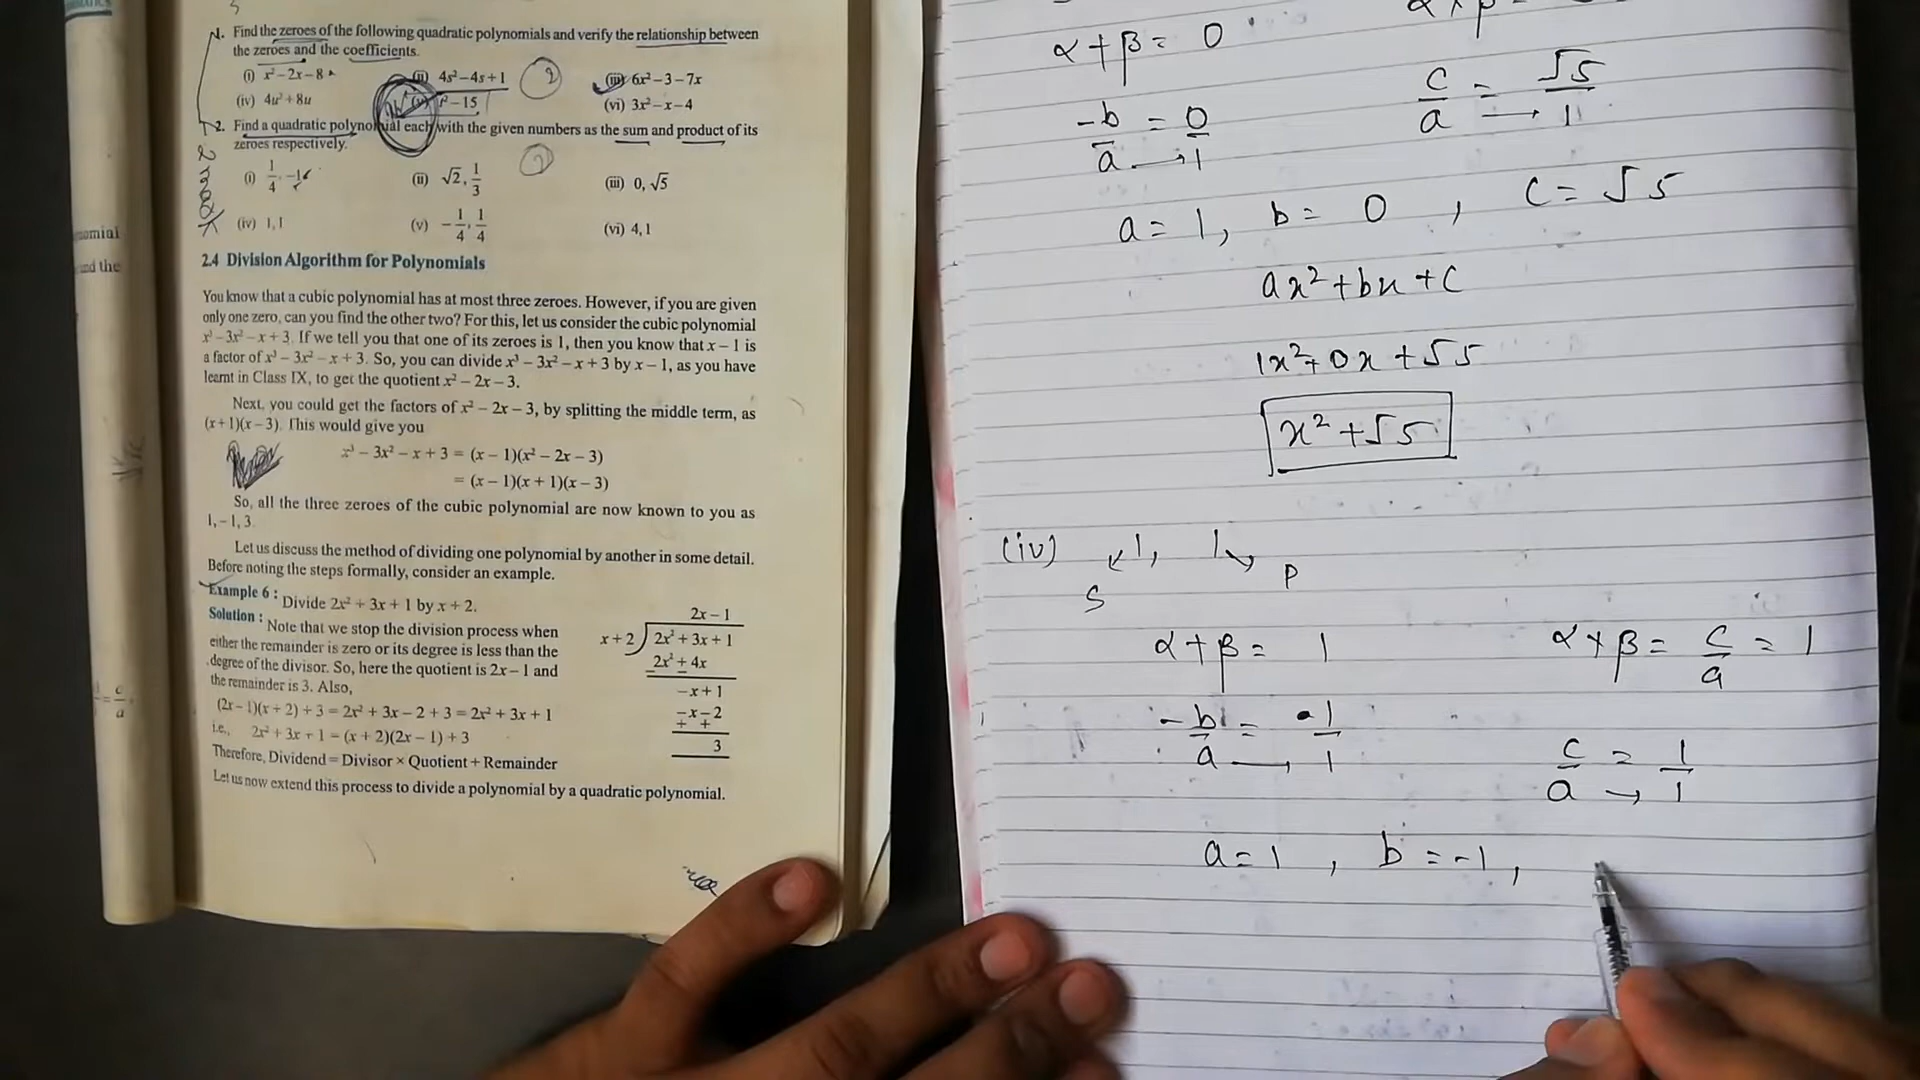 1. Find the zeroes of the following quadratic polynomials and verify the relationship between
the zeroes and the coefficients.
(i) x² – 2x – 8 (ii) 4s² – 4s + 1 (iii) 6x² – 3 – 7x
(iv) 4u² + 8u (v) t² – 15 (vi) 3x² – x – 4
2
2. Find a quadratic polynomial each with the given numbers as the sum and product of its
zeroes respectively.
(i) 1/4, –1 (ii) √2, 1/3 (iii) 0, √5
(iv) 1, 1 (v) –1/4, 1/4 (vi) 4, 1
2 mark
2.4 Division Algorithm for Polynomials
You know that a cubic polynomial has at most three zeroes. However, if you are given
only one zero, can you find the other two? For this, let us consider the cubic polynomial
x³ – 3x² – x + 3. If we tell you that one of its zeroes is 1, then you know that x – 1 is
a factor of x³ – 3x² – x + 3. So, you can divide x³ – 3x² – x + 3 by x – 1, as you have
learnt in Class IX, to get the quotient x² – 2x – 3.
Next, you could get the factors of x² – 2x – 3, by splitting the middle term, as
(x + 1)(x – 3). This would give you
x³ – 3x² – x + 3 = (x – 1)(x² – 2x – 3)
= (x – 1)(x + 1)(x – 3)
So, all the three zeroes of the cubic polynomial are now known to you as
1, – 1, 3.
Let us discuss the method of dividing one polynomial by another in some detail.
Before noting the steps formally, consider an example.
Example 6 : Divide 2x² + 3x + 1 by x + 2.
Solution : Note that we stop the division process when
either the remainder is zero or its degree is less than the
degree of the divisor. So, here the quotient is 2x – 1 and
the remainder is 3. Also,
(2x – 1)(x + 2) + 3 = 2x² + 3x – 2 + 3 = 2x² + 3x + 1
i.e., 2x² + 3x + 1 = (x + 2)(2x – 1) + 3
Therefore, Dividend = Divisor × Quotient + Remainder
Let us now extend this process to divide a polynomial by a quadratic polynomial.
2x – 1
x + 2 2x² + 3x + 1
2x² + 4x
– –
– x + 1
– x – 2
+ +
3
and the
c/a
α + β = 0
α × β =
-b/a = 0/1
c/a = √5/1
a = 1, b = 0, c = √5
ax² + bx + c
1x² + 0x + √5
x² + √5
(iv) 1, 1
S P
α + β = 1 α × β = c/a = 1
-b/a = -1/1 c/a = 1/1
a = 1, b = -1,